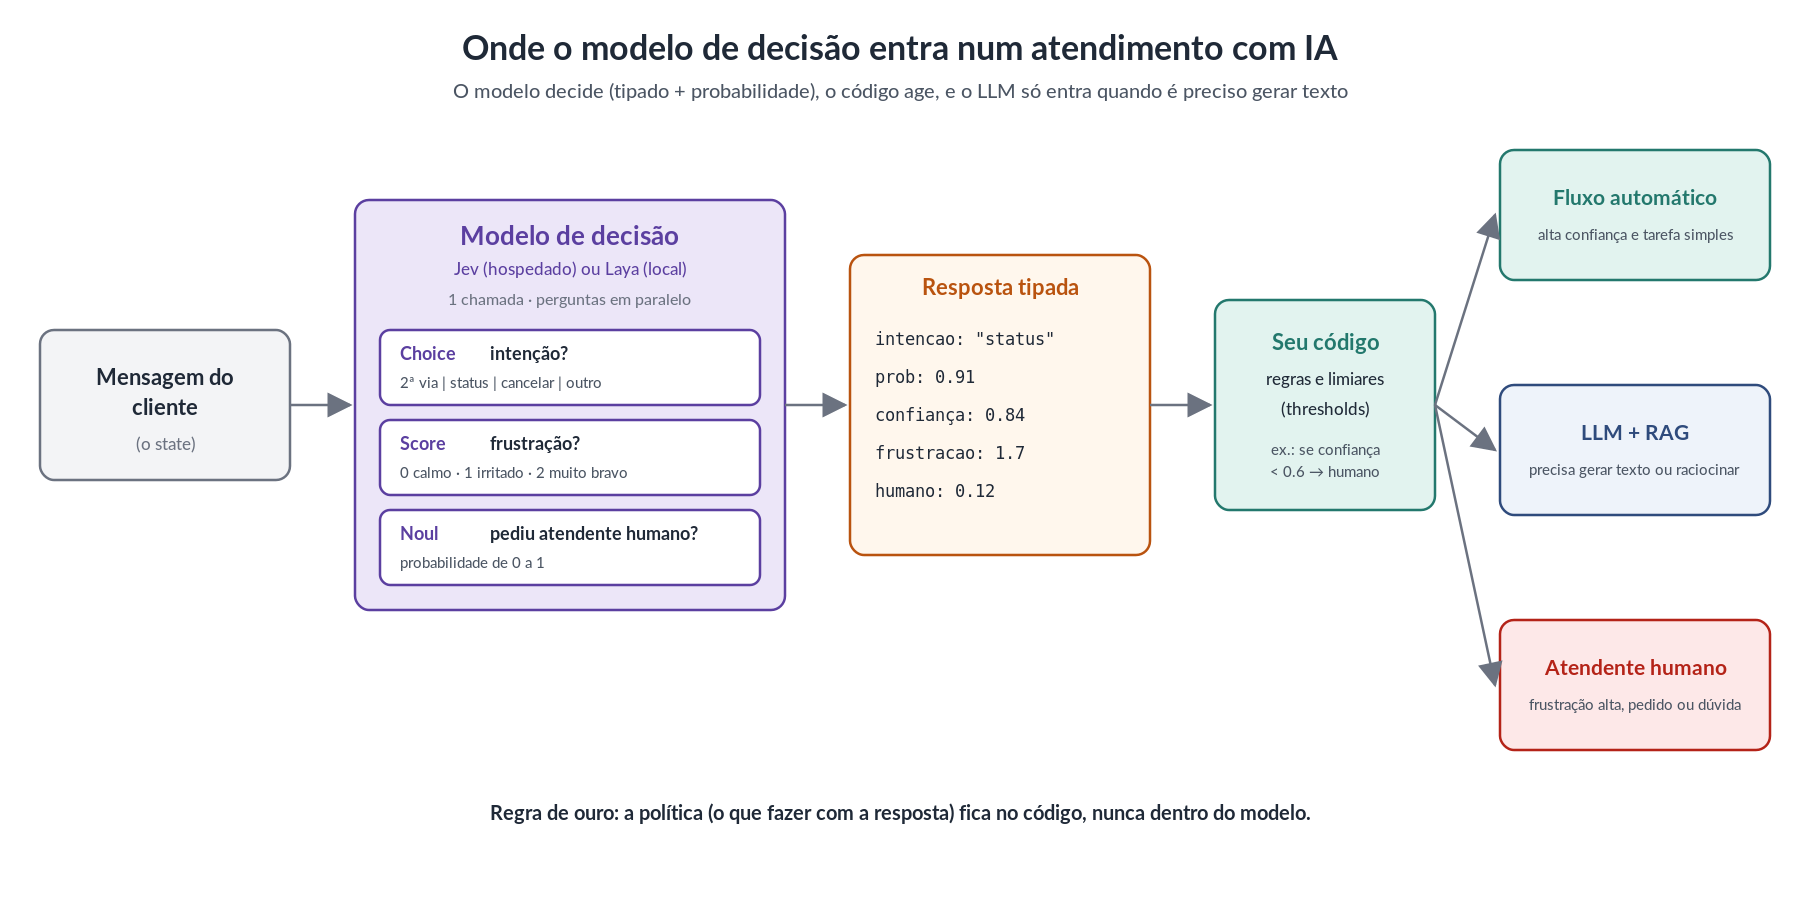 Onde o modelo de decisão entra num atendimento com IA
O modelo decide (tipado + probabilidade), o código age, e o LLM só entra quando é preciso gerar texto
Mensagem do
cliente
(o state)
Modelo de decisão
Jev (hospedado) ou Laya (local)
1 chamada · perguntas em paralelo
Choice intenção?
2ª via | status | cancelar | outro
Score frustração?
0 calmo · 1 irritado · 2 muito bravo
Noul pediu atendente humano?
probabilidade de 0 a 1
Resposta tipada
intencao: "status"
prob: 0.91
confiança: 0.84
frustracao: 1.7
humano: 0.12
Seu código
regras e limiares
(thresholds)
ex.: se confiança
< 0.6 → humano
Fluxo automático
alta confiança e tarefa simples
LLM + RAG
precisa gerar texto ou raciocinar
Atendente humano
frustração alta, pedido ou dúvida
Regra de ouro: a política (o que fazer com a resposta) fica no código, nunca dentro do modelo.